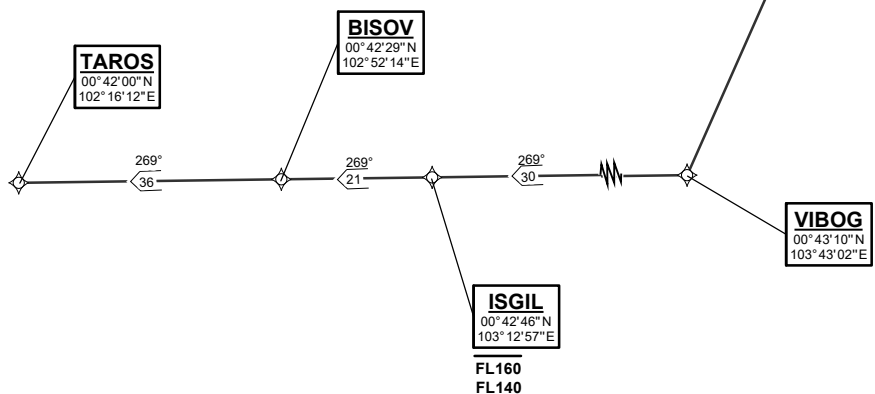 BISOV
00°42'29"N
102°52'14"E
TAROS
00°42'00"N
102°16'12"E
269°
36
269°
21
269°
30
VIBOG
00°43'10"N
103°43'02"E
ISGIL
00°42'46"N
103°12'57"E
FL160
FL140